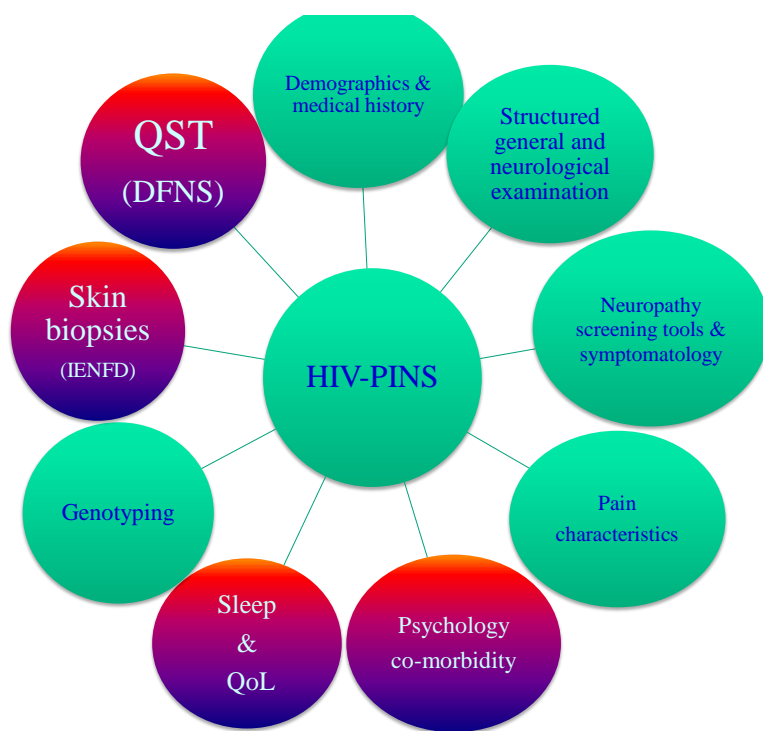 Demographics &
medical history
Structured
general and
neurological
examination
Neuropathy
screening tools &
symptomatology
Pain
characteristics
Psychology
co-morbidity
Sleep
&
QoL
Genotyping
Skin
biopsies
(IENFD)
QST
(DFNS)
HIV-PINS